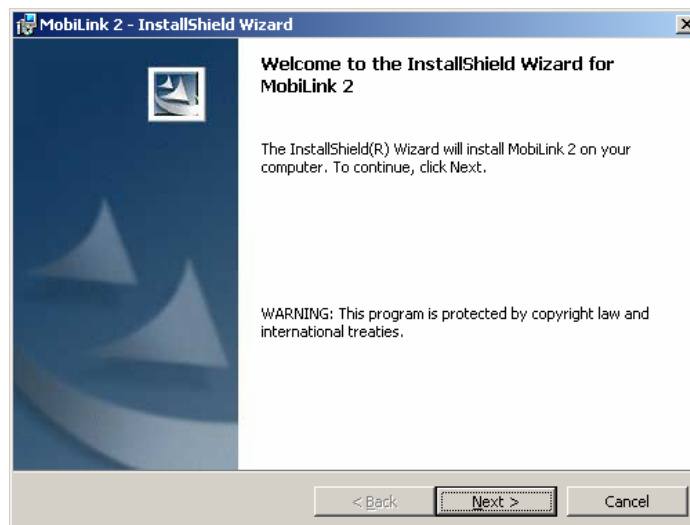 MobiLink 2 - InstallShield Wizard
Welcome to the InstallShield Wizard for
MobiLink 2
The InstallShield(R) Wizard will install MobiLink 2 on your
computer. To continue, click Next.
WARNING: This program is protected by copyright law and
international treaties.
< Back
Next >
Cancel